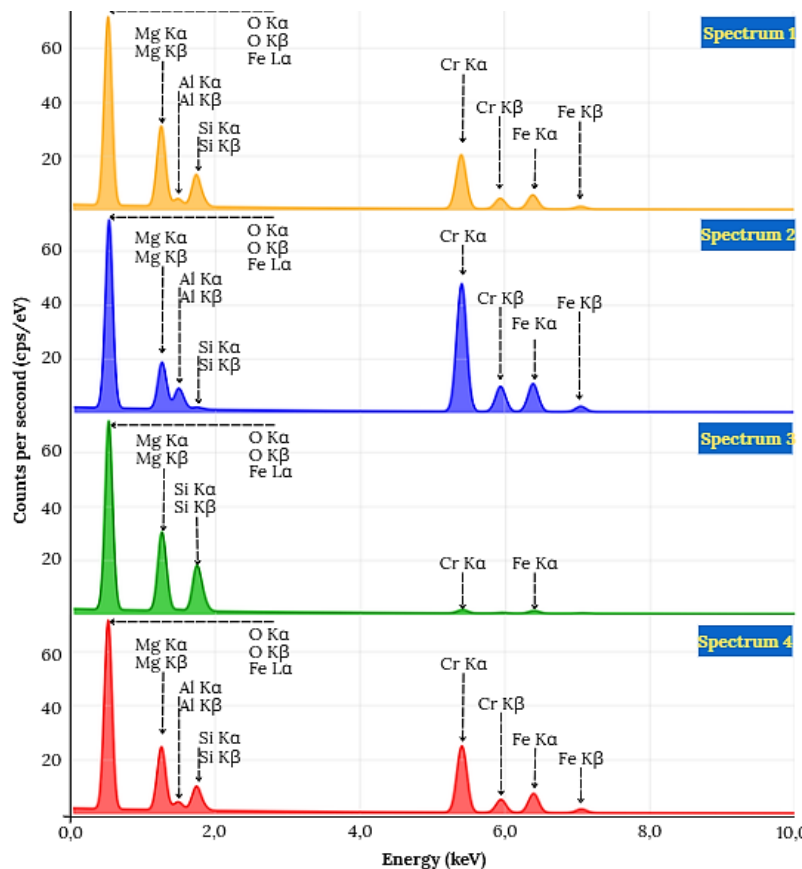 Counts per second (cps/eV)
Spectrum 1
60
40
20
O Kα
O Kβ
Fe Lα
Mg Kα
Mg Kβ
Al Kα
Al Kβ
Si Kα
Si Kβ
Cr Kα
Cr Kβ
Fe Kα
Fe Kβ
Spectrum 2
60
40
20
O Kα
O Kβ
Fe Lα
Mg Kα
Mg Kβ
Al Kα
Al Kβ
Si Kα
Si Kβ
Cr Kα
Cr Kβ
Fe Kα
Fe Kβ
Spectrum 3
60
40
20
O Kα
O Kβ
Fe Lα
Mg Kα
Mg Kβ
Si Kα
Si Kβ
Cr Kα
Fe Kα
Spectrum 4
60
40
20
O Kα
O Kβ
Fe Lα
Mg Kα
Mg Kβ
Al Kα
Al Kβ
Si Kα
Si Kβ
Cr Kα
Cr Kβ
Fe Kα
Fe Kβ
0,0 2,0 4,0 6,0 8,0 10,0
Energy (keV)